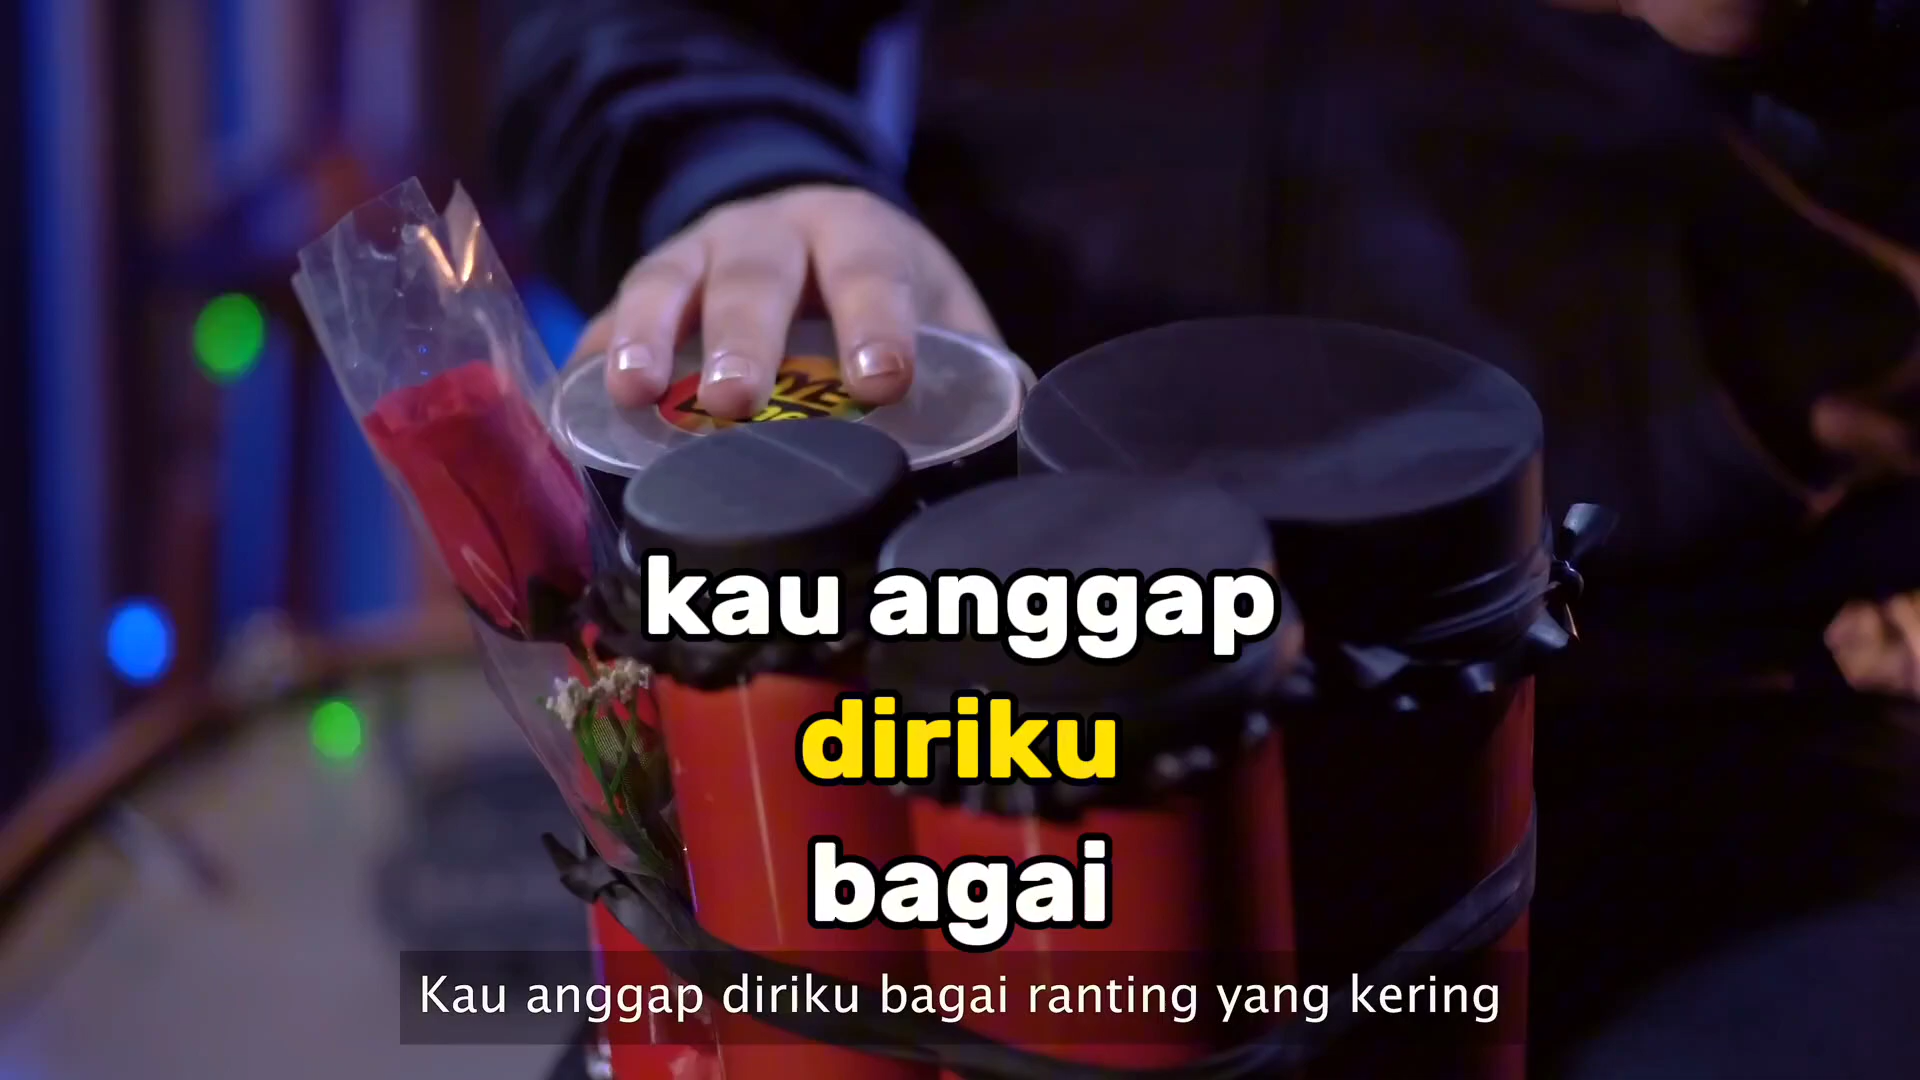 kau anggap
diriku
bagai
Kau anggap diriku bagai ranting yang kering